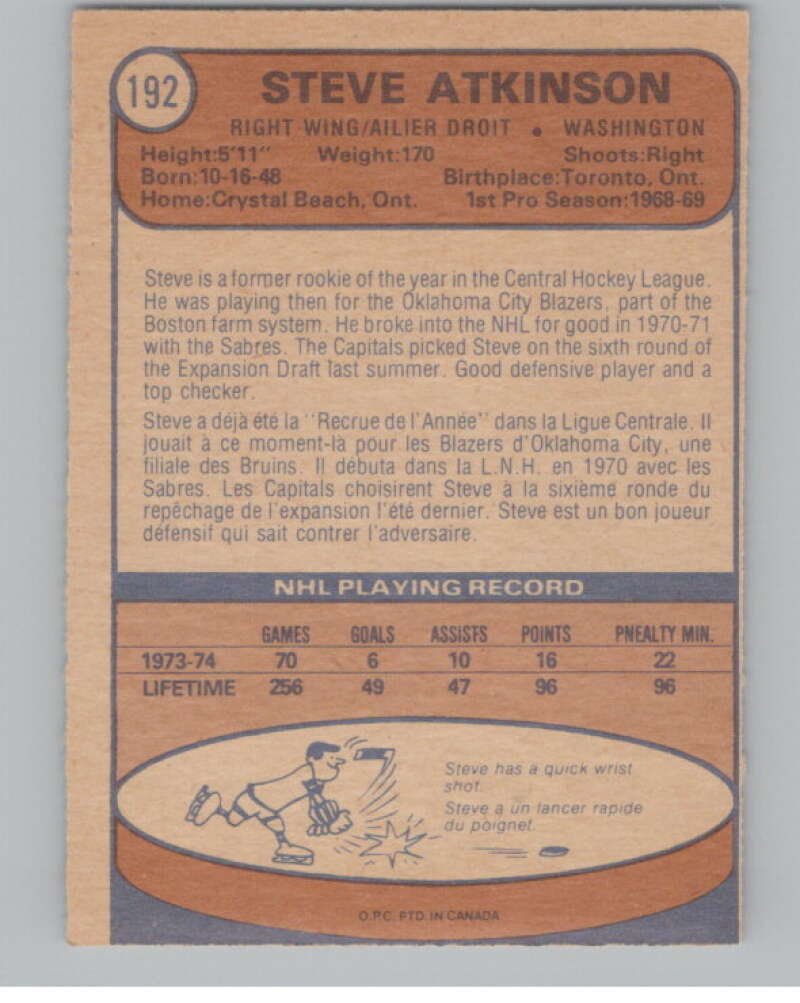 192
STEVE ATKINSON
RIGHT WING/AILIER DROIT • WASHINGTON
Height:5'11" Weight:170 Shoots:Right
Born:10-16-48 Birthplace:Toronto, Ont.
Home:Crystal Beach, Ont. 1st Pro Season:1968-69
Steve is a former rookie of the year in the Central Hockey League.
He was playing then for the Oklahoma City Blazers, part of the
Boston farm system. He broke into the NHL for good in 1970-71
with the Sabres. The Capitals picked Steve on the sixth round of
the Expansion Draft last summer. Good defensive player and a
top checker.
Steve a déjà été la "Recrue de l'Année" dans la Ligue Centrale. Il
jouait à ce moment-là pour les Blazers d'Oklahoma City, une
filiale des Bruins. Il débuta dans la L.N.H. en 1970 avec les
Sabres. Les Capitals choisirent Steve à la sixième ronde du
repêchage de l'expansion l'été dernier. Steve est un bon joueur
défensif qui sait contrer l'adversaire.
NHL PLAYING RECORD
GAMES GOALS ASSISTS POINTS PNEALTY MIN.
1973-74 70 6 10 16 22
LIFETIME 256 49 47 96 96
Steve has a quick wrist
shot.
Steve a un lancer rapide
du poignet.
O.P.C. PTD. IN CANADA